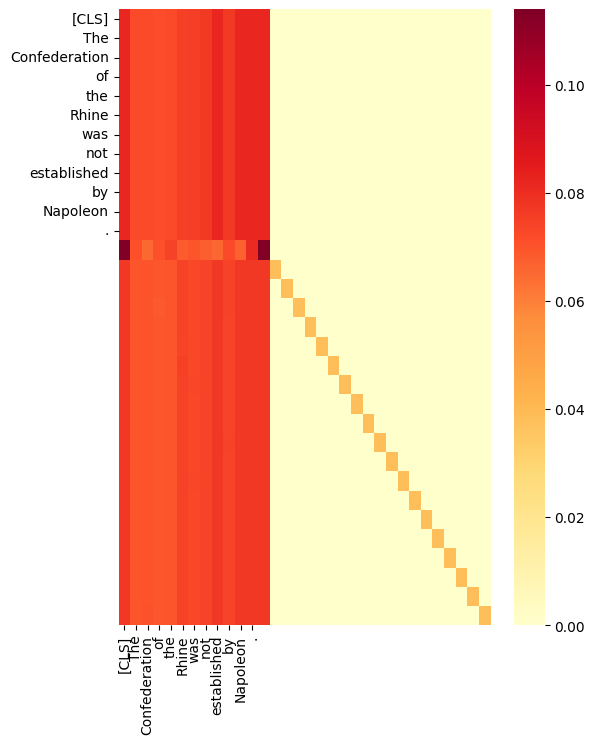 [CLS]
The
Confederation
of
the
Rhine
was
not
established
by
Napoleon
.
0.10
0.08
0.06
0.04
0.02
0.00
[CLS]
The
Confederation
of
the
Rhine
was
not
established
by
Napoleon
.